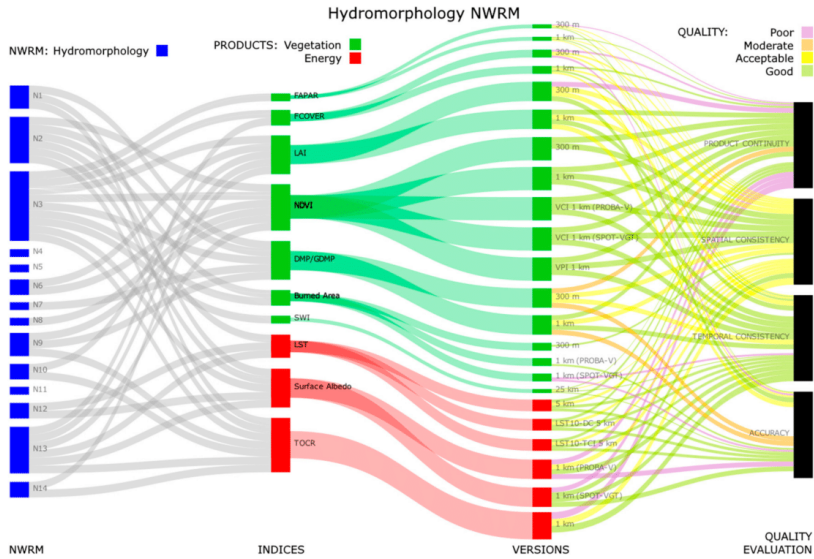 Hydromorphology NWRM
NWRM: Hydromorphology
PRODUCTS: Vegetation
Energy
QUALITY: Poor
Moderate
Acceptable
Good
N1
N2
N3
N4
N5
N6
N7
N8
N9
N10
N11
N12
N13
N14
FAPAR
FCOVER
LAI
NDVI
DMP/GDMP
Burned Area
SWI
LST
Surface Albedo
TOCR
300 m
1 km
300 m
1 km
300 m
1 km
300 m
1 km
VCI 1 km (PROBA-V)
VCI 1 km (SPOT-VGT)
VPI 1 km
300 m
1 km
300 m
1 km (PROBA-V)
1 km (SPOT-VGT)
25 km
5 km
LST10-DC 5 km
LST10-TCI 5 km
1 km (PROBA-V)
1 km (SPOT-VGT)
1 km
PRODUCT CONTINUITY
SPATIAL CONSISTENCY
TEMPORAL CONSISTENCY
ACCURACY
NWRM
INDICES
VERSIONS
QUALITY
EVALUATION